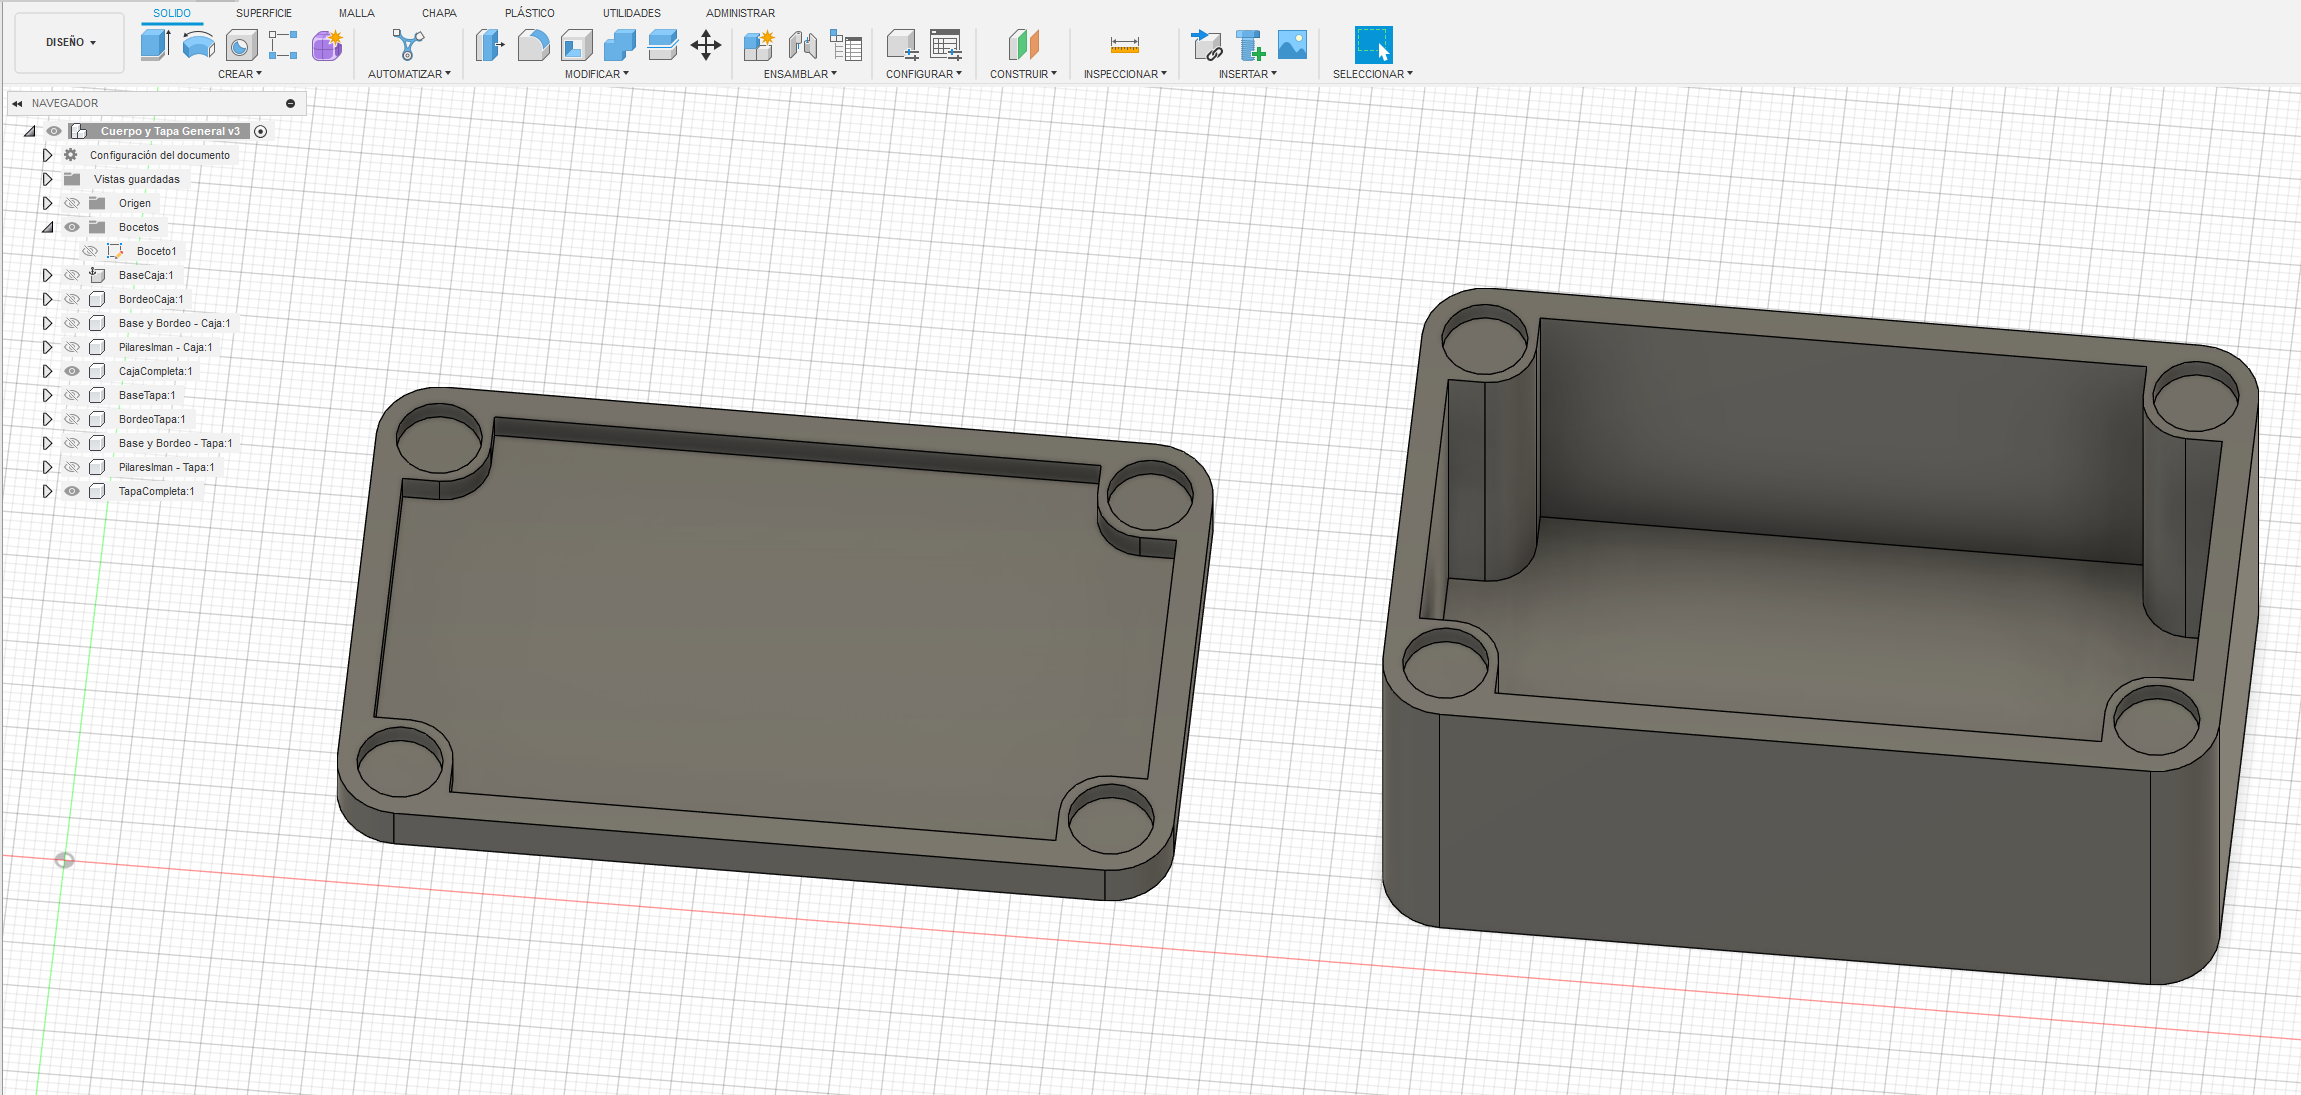 SOLIDO SUPERFICIE MALLA CHAPA PLÁSTICO UTILIDADES ADMINISTRAR
DISEÑO
CREAR AUTOMATIZAR MODIFICAR ENSAMBLAR CONFIGURAR CONSTRUIR INSPECCIONAR INSERTAR SELECCIONAR
NAVEGADOR
Cuerpo y Tapa General v3
Configuración del documento
Vistas guardadas
Origen
Bocetos
Boceto1
BaseCaja:1
BordeoCaja:1
Base y Bordeo - Caja:1
PilaresIman - Caja:1
CajaCompleta:1
BaseTapa:1
BordeoTapa:1
Base y Bordeo - Tapa:1
PilaresIman - Tapa:1
TapaCompleta:1